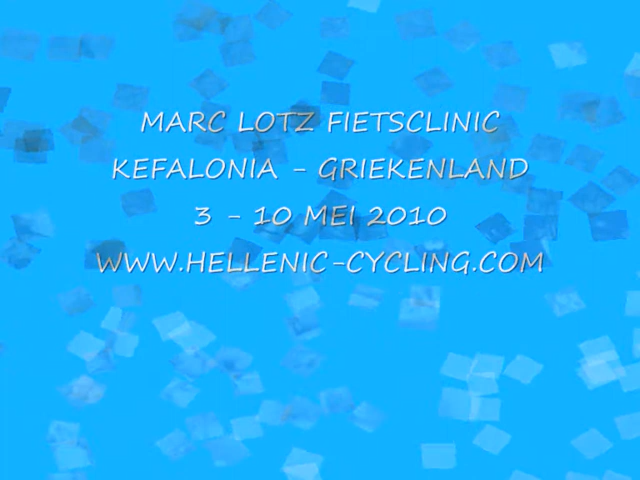 MARC LOTZ FIETSCLINIC
KEFALONIA - GRIEKENLAND
3 - 10 MEI 2010
WWW.HELLENIC-CYCLING.COM